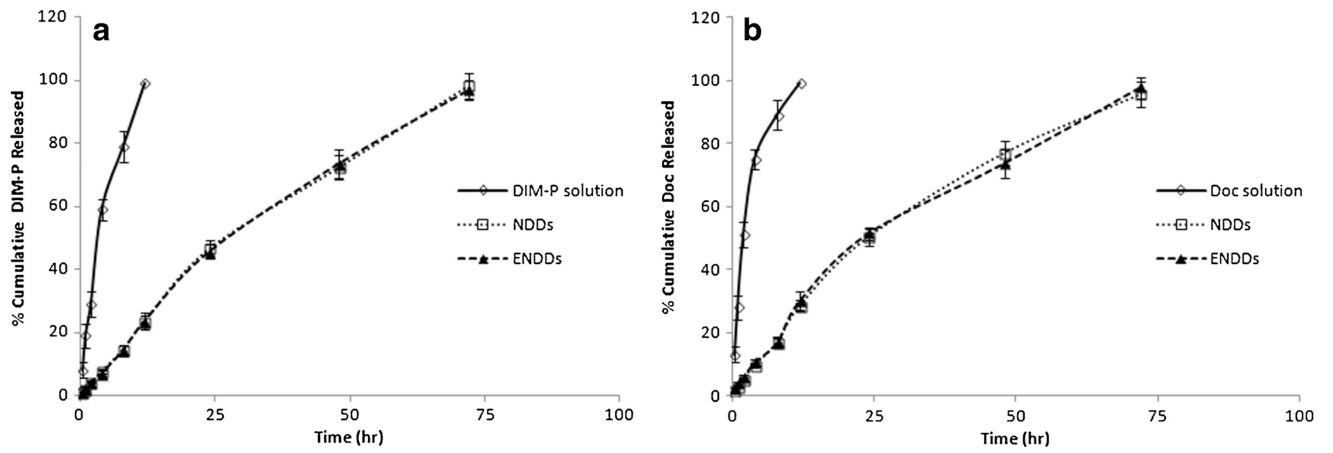 a
% Cumulative DIM-P Released
120
100
80
60
40
20
0
0 25 50 75 100
Time (hr)
DIM-P solution
NDDs
ENDDs
b
% Cumulative Doc Released
120
100
80
60
40
20
0
0 25 50 75 100
Time (hr)
Doc solution
NDDs
ENDDs